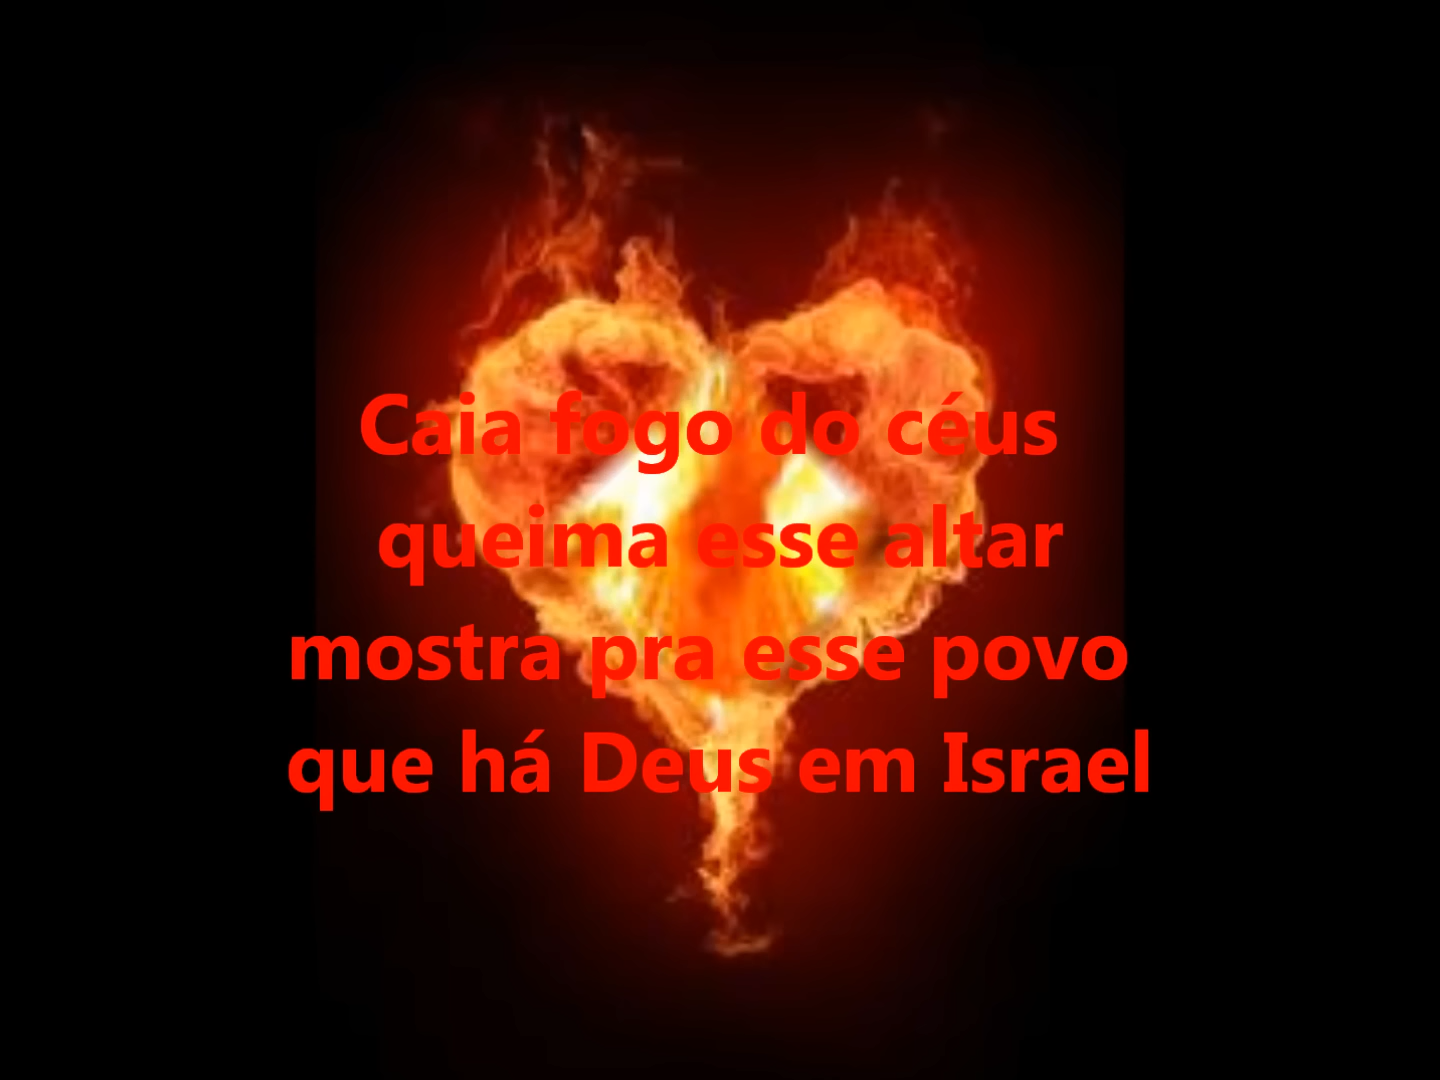 Caia fogo do céus
queima esse altar
mostra pra esse povo
que há Deus em Israel